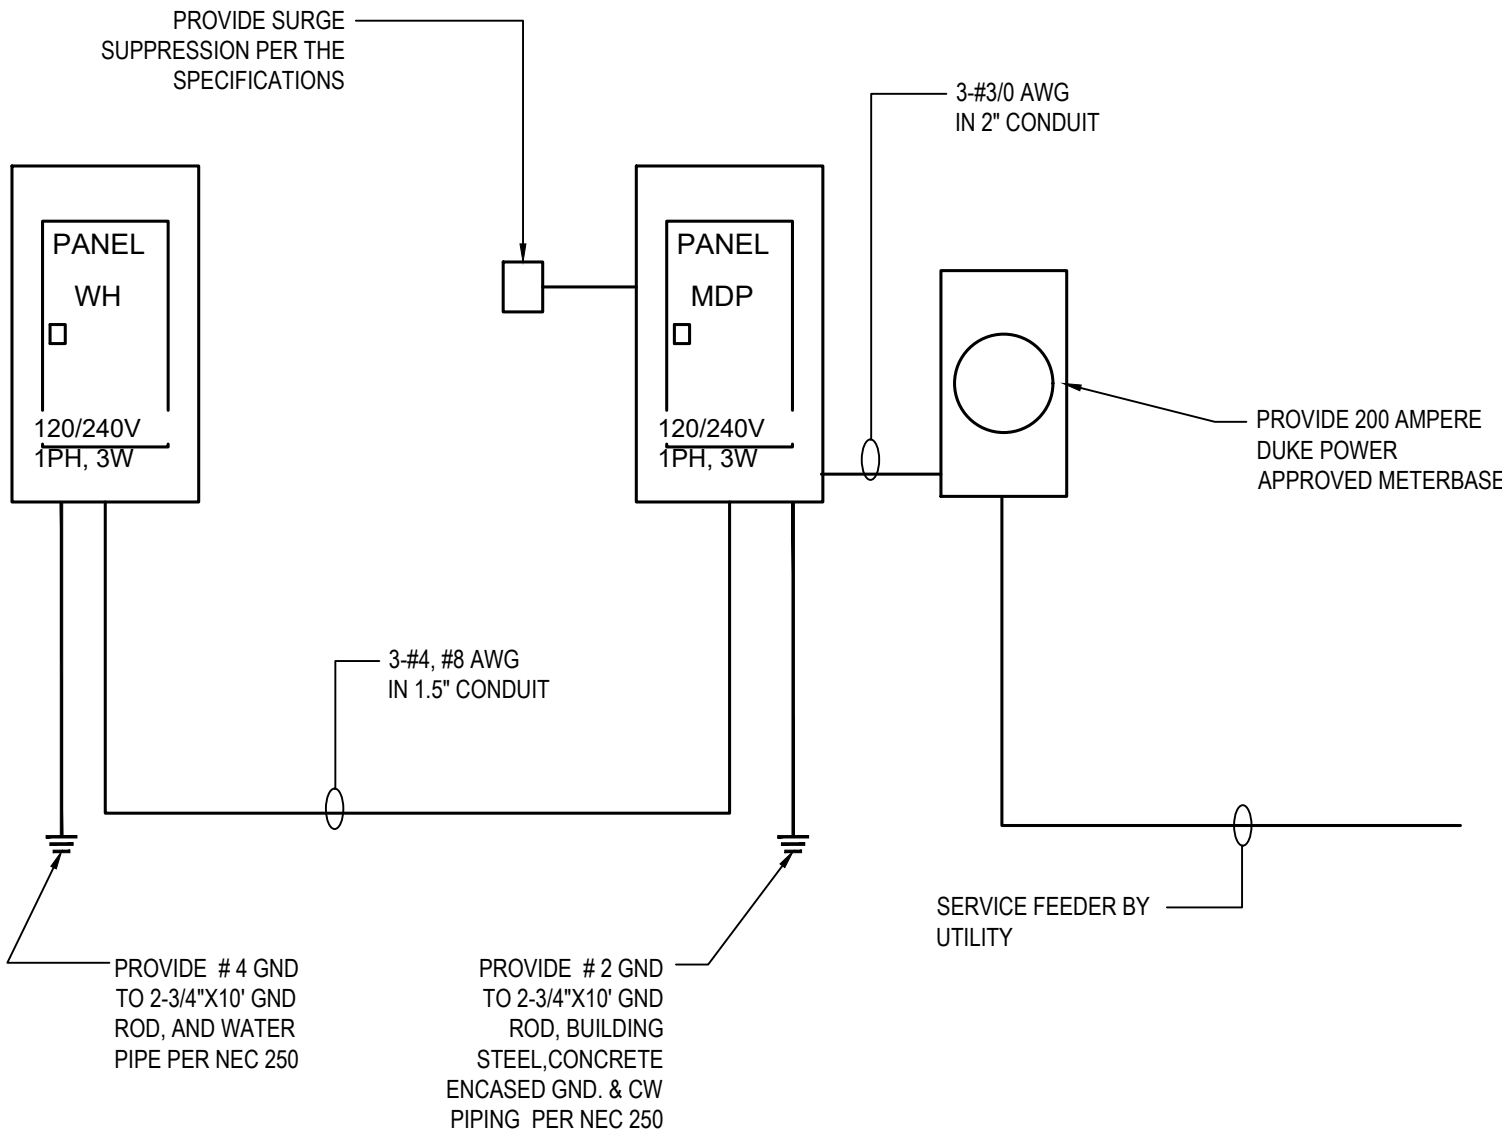 PROVIDE SURGE
SUPPRESSION PER THE
SPECIFICATIONS
3-#3/0 AWG
IN 2" CONDUIT
PANEL
WH
120/240V
1PH, 3W
PANEL
MDP
120/240V
1PH, 3W
PROVIDE 200 AMPERE
DUKE POWER
APPROVED METERBASE
3-#4, #8 AWG
IN 1.5" CONDUIT
SERVICE FEEDER BY
UTILITY
PROVIDE # 4 GND
TO 2-3/4"X10' GND
ROD, AND WATER
PIPE PER NEC 250
PROVIDE # 2 GND
TO 2-3/4"X10' GND
ROD, BUILDING
STEEL,CONCRETE
ENCASED GND. & CW
PIPING PER NEC 250